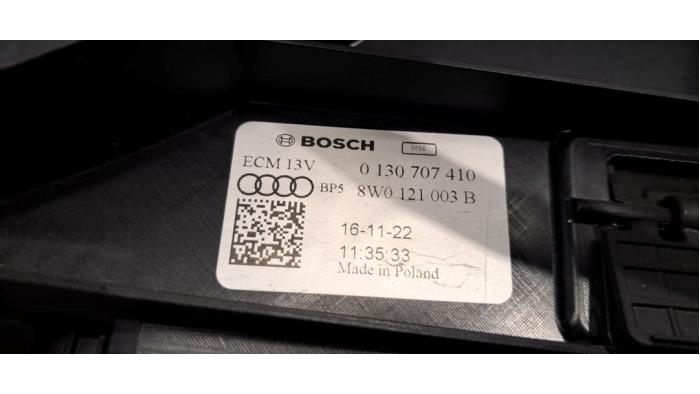 BOSCH
ECM 13V 0 130 707 410
BP5 8W0 121 003 B
16-11-22
11:35:33
Made in Poland